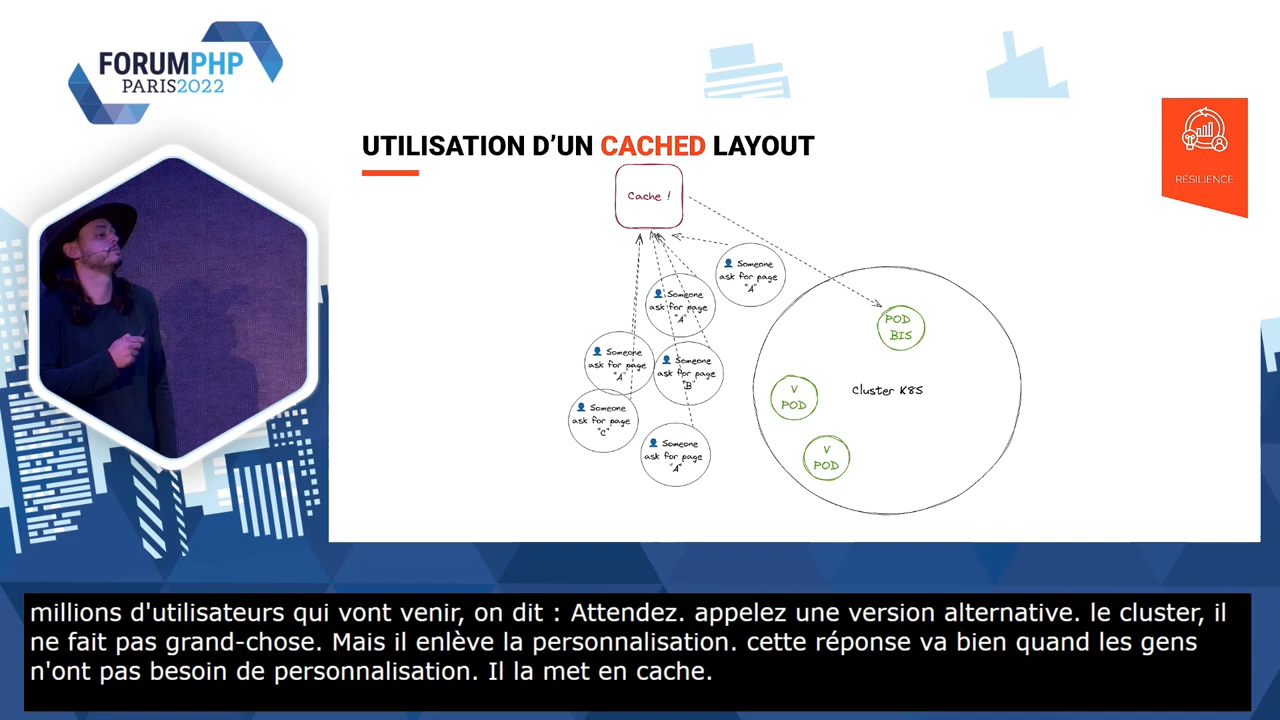 FORUMPHP
PARIS2022
UTILISATION D'UN CACHED LAYOUT
RÉSILIENCE
Cache !
Someone
ask for page
"A"
Someone
ask for page
"A"
Someone
ask for page
"A"
Someone
ask for page
"B"
Someone
ask for page
"C"
Someone
ask for page
"A"
POD
BIS
Cluster K8S
V
POD
V
POD
millions d'utilisateurs qui vont venir, on dit : Attendez. appelez une version alternative. le cluster, il
ne fait pas grand-chose. Mais il enlève la personnalisation. cette réponse va bien quand les gens
n'ont pas besoin de personnalisation. Il la met en cache.